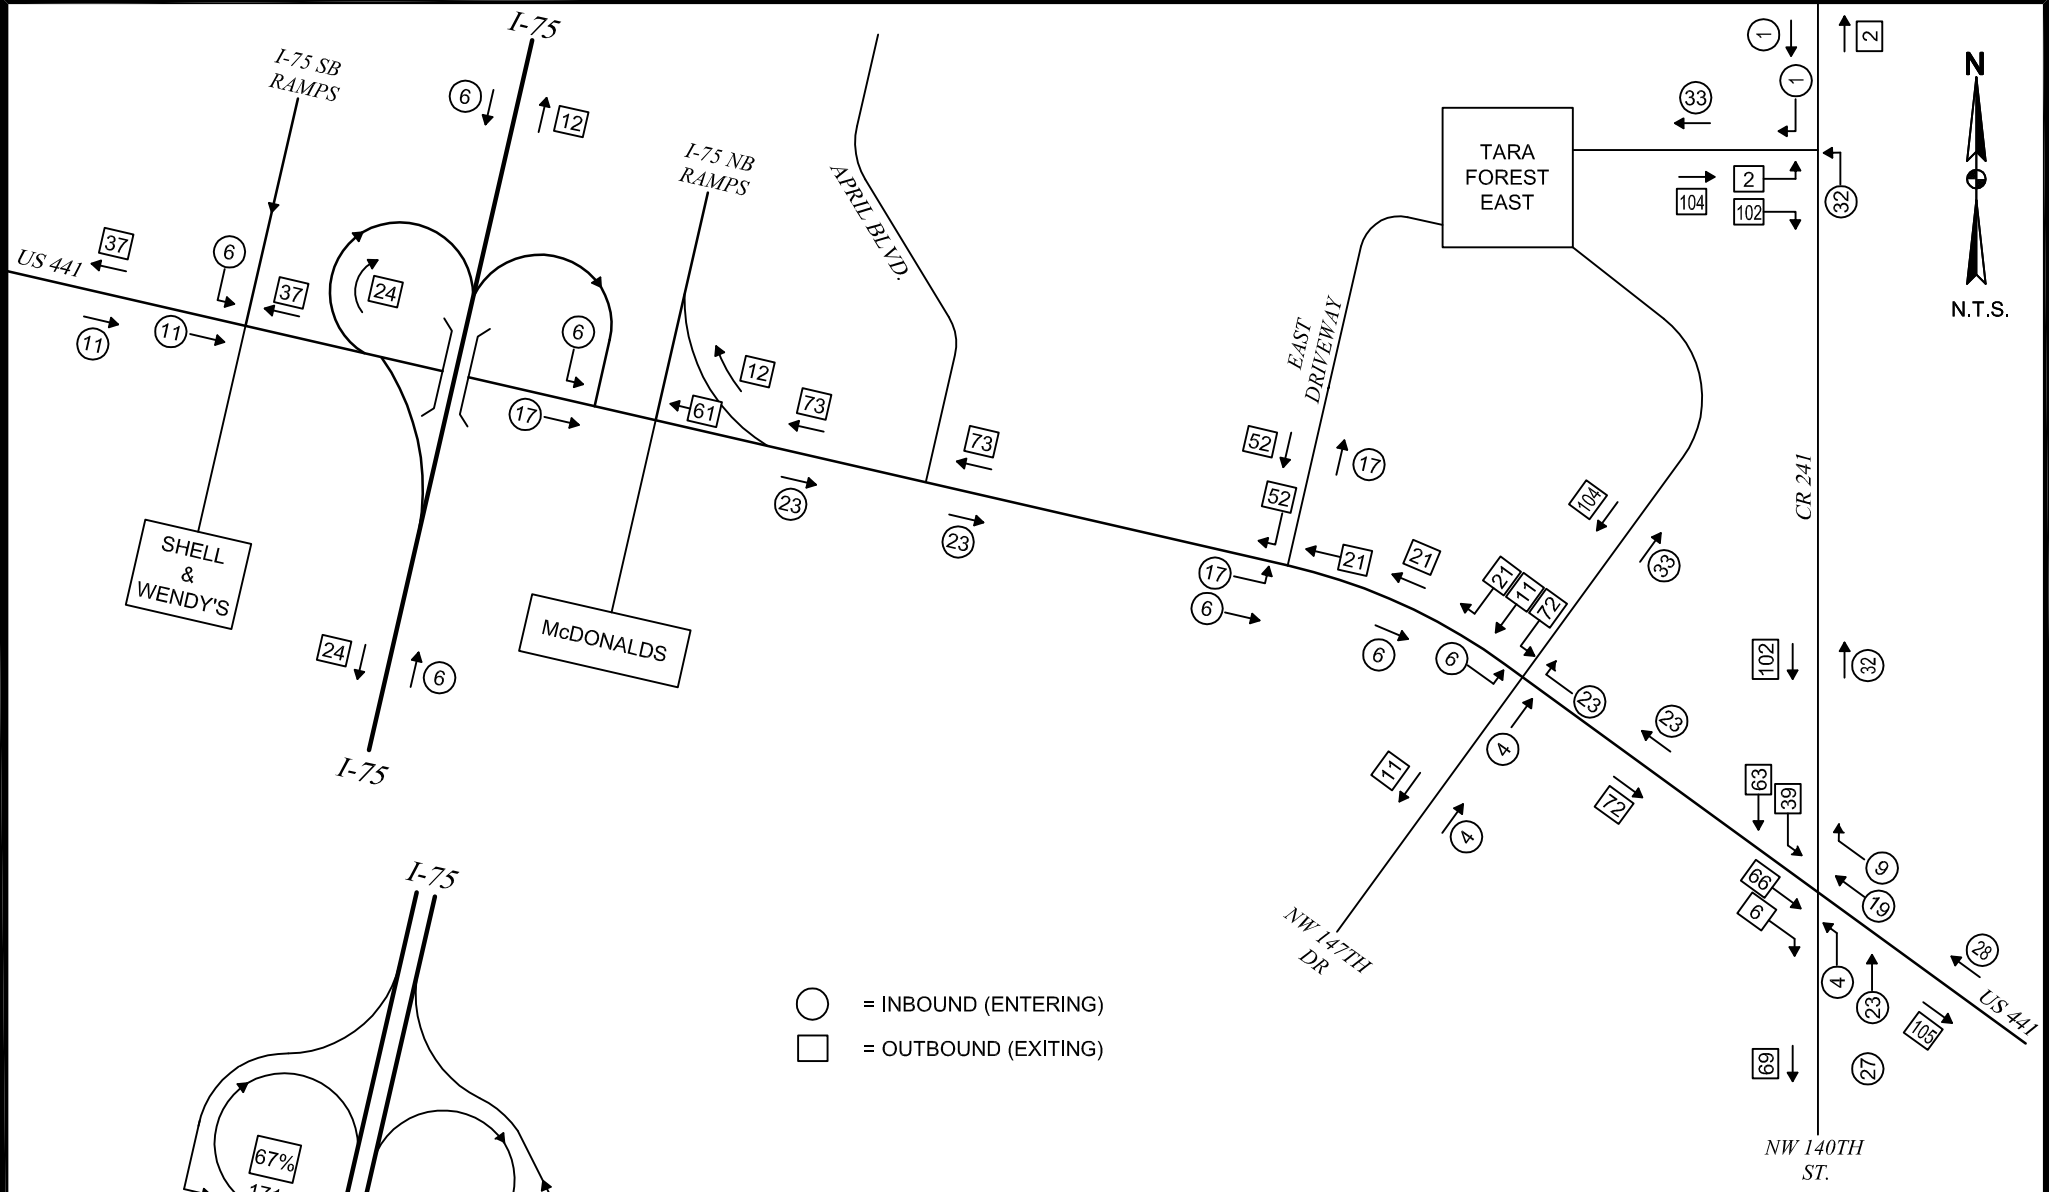 I-75
I-75 SB
RAMPS
6
12
I-75 NB
RAMPS
APRIL BLVD.
US 441
37
6
37
24
11
11
6
17
61
12
73
73
23
23
SHELL
&
WENDY'S
McDONALDS
24
6
I-75
TARA
FOREST
EAST
33
104
2
102
1
1
2
32
N
N.T.S.
EAST
DRIVEWAY
52
17
52
17
6
21
21
6
6
21
11
72
104
33
CR 241
23
23
4
11
4
72
NW 147TH
DR
102
32
63
39
9
19
66
6
4
23
28
105
US 441
69
27
NW 140TH
ST.
I-75
67%
= INBOUND (ENTERING)
= OUTBOUND (EXITING)